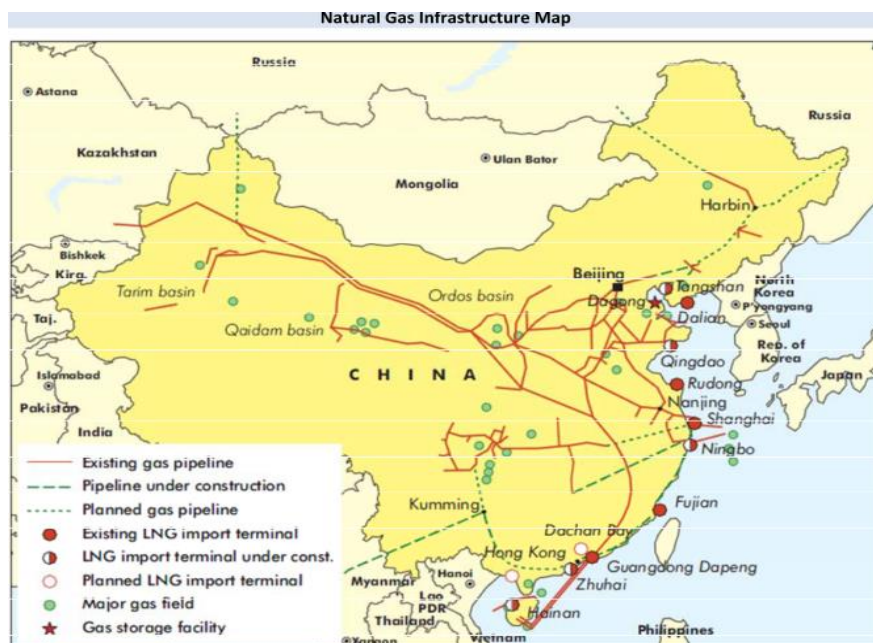 Natural Gas Infrastructure Map
Russia
Astana
Russia
Kazakhstan
Ulan Bator
Mongolia
Harbin
Bishkek
Kirg.
Beijing
Tangshan
North
Korea
Tarim basin
Ordos basin
Dagang
P'yongyang
Taj.
Qaidam basin
Dalian
Seoul
Rep. of
Korea
Qingdao
Japan
Islamabad
CHINA
Rudong
Pakistan
Nanjing
Shanghai
India
Ningbo
Existing gas pipeline
Pipeline under construction
Planned gas pipeline
Kumming
Fujian
Existing LNG import terminal
Dachan Bay
LNG import terminal under const.
Hong Kong
Guangdong Dapeng
Planned LNG import terminal
Myanmar
Hanoi
Zhuhai
Major gas field
Lao
PDR
Hainan
Gas storage facility
Thailand
Vietnam
Philippines